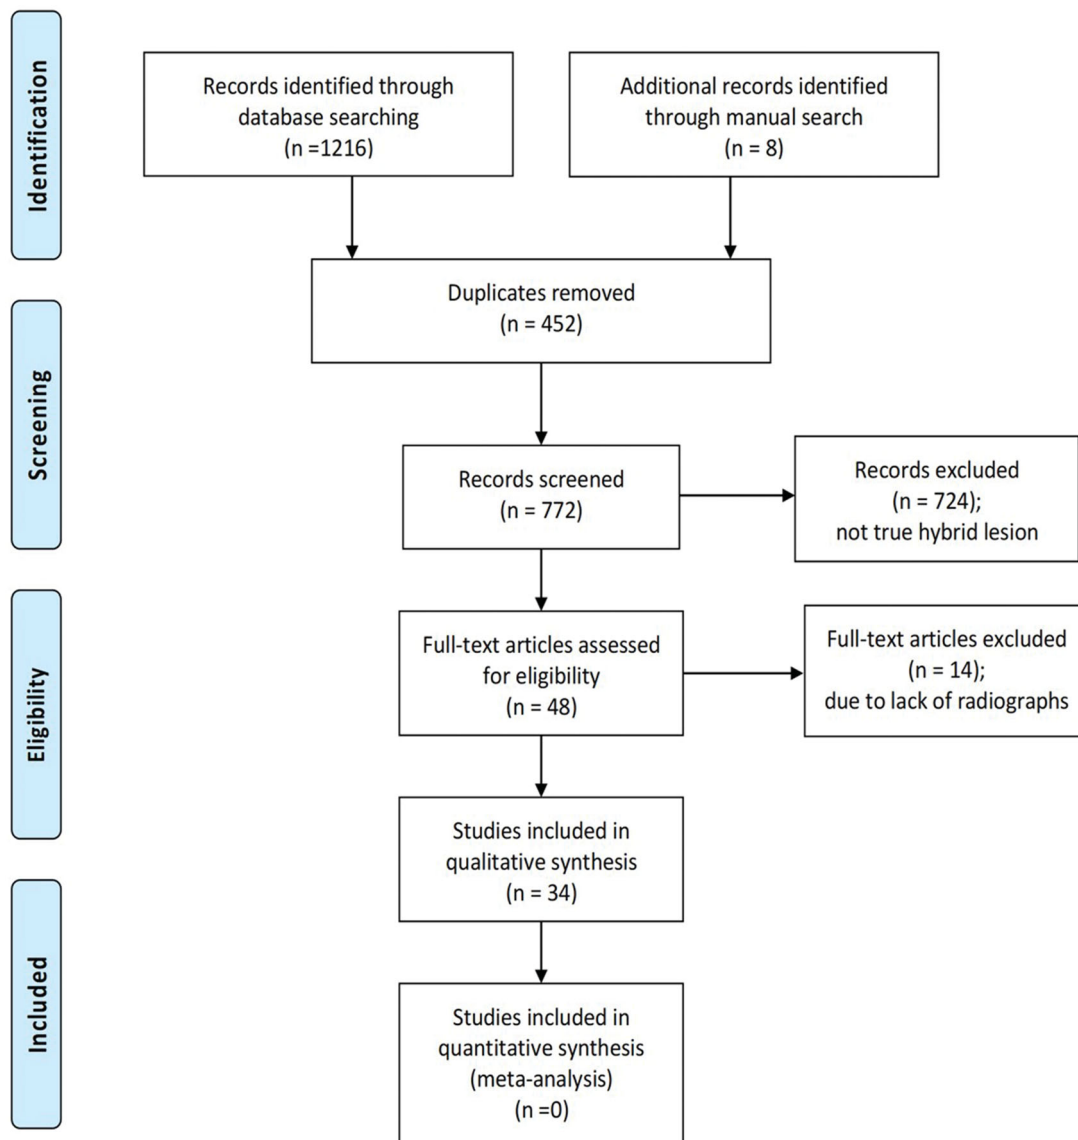 Identification
Records identified through
database searching
(n =1216)
Additional records identified
through manual search
(n = 8)
Duplicates removed
(n = 452)
Screening
Records screened
(n = 772)
Records excluded
(n = 724);
not true hybrid lesion
Eligibility
Full-text articles assessed
for eligibility
(n = 48)
Full-text articles excluded
(n = 14);
due to lack of radiographs
Studies included in
qualitative synthesis
(n = 34)
Included
Studies included in
quantitative synthesis
(meta-analysis)
(n =0)